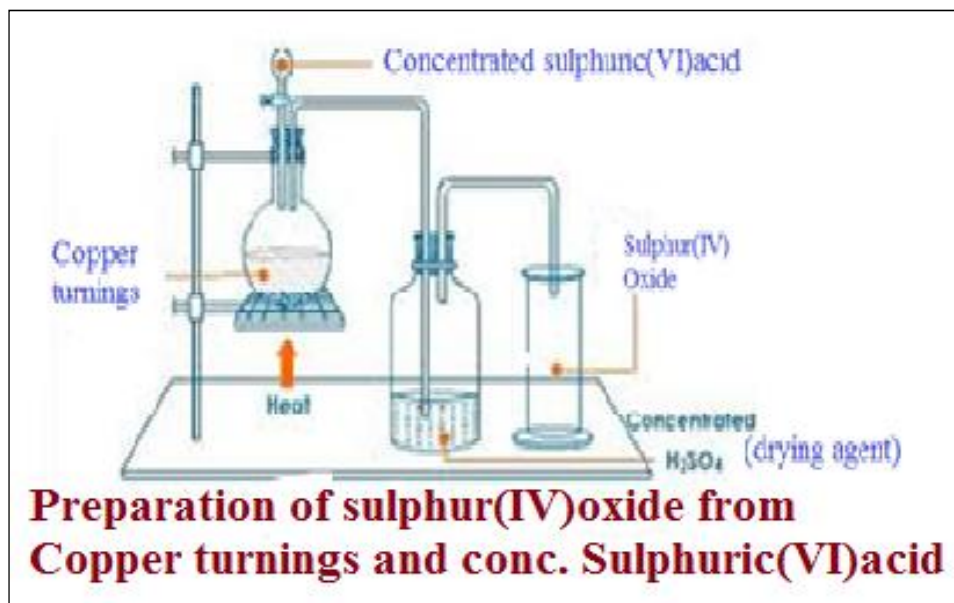 Concentrated sulphunc(VI)acid
Copper
turnings
Sulphur(IV)
Oxide
Heat
Concentrated
H₂SO₄ (drying agent)
Preparation of sulphur(IV)oxide from
Copper turnings and conc. Sulphuric(VI)acid